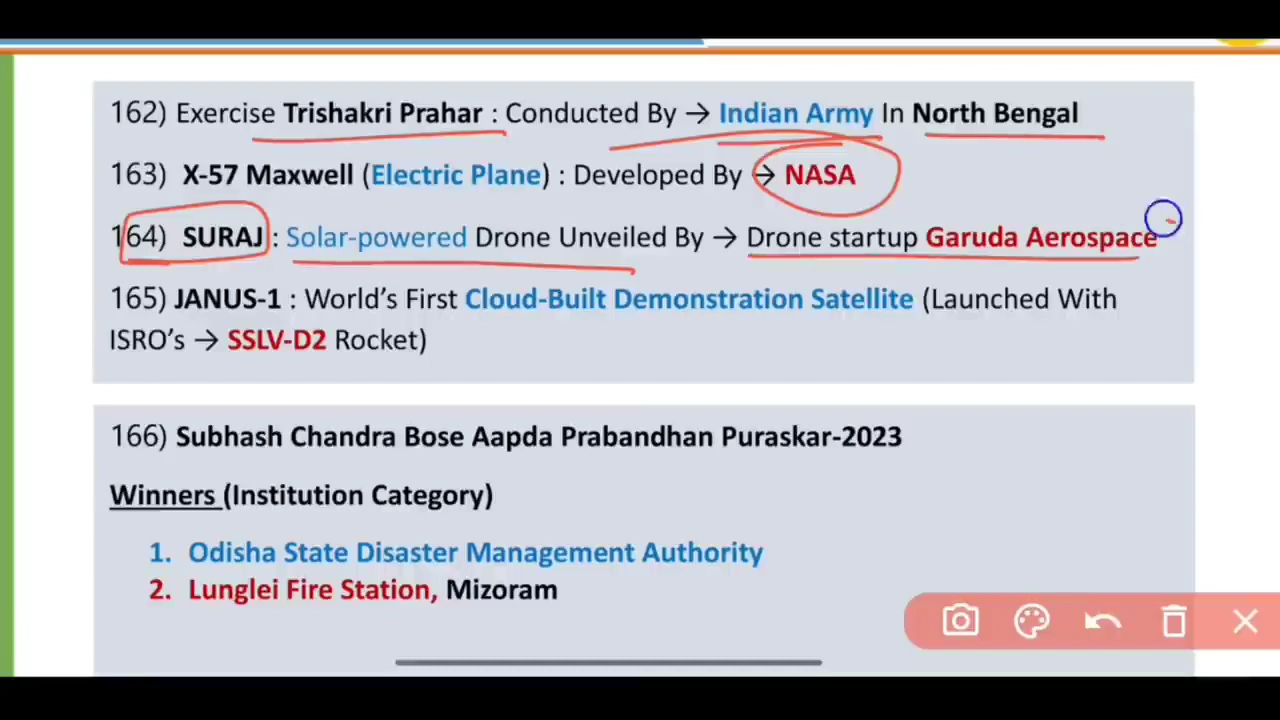 162) Exercise Trishakri Prahar : Conducted By → Indian Army In North Bengal
163) X-57 Maxwell (Electric Plane) : Developed By → NASA
164) SURAJ : Solar-powered Drone Unveiled By → Drone startup Garuda Aerospace
165) JANUS-1 : World’s First Cloud-Built Demonstration Satellite (Launched With
ISRO’s → SSLV-D2 Rocket)
166) Subhash Chandra Bose Aapda Prabandhan Puraskar-2023
Winners (Institution Category)
1. Odisha State Disaster Management Authority
2. Lunglei Fire Station, Mizoram